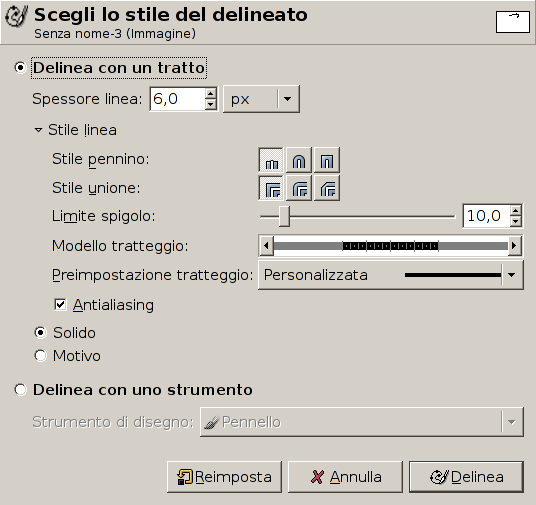 Scegli lo stile del delineato
Senza nome-3 (Immagine)
Delinea con un tratto
Spessore linea: 6,0 px
Stile linea
Stile pennino:
Stile unione:
Limite spigolo: 10,0
Modello tratteggio:
Preimpostazione tratteggio: Personalizzata
Antialiasing
Solido
Motivo
Delinea con uno strumento
Strumento di disegno: Pennello
Reimposta Annulla Delinea